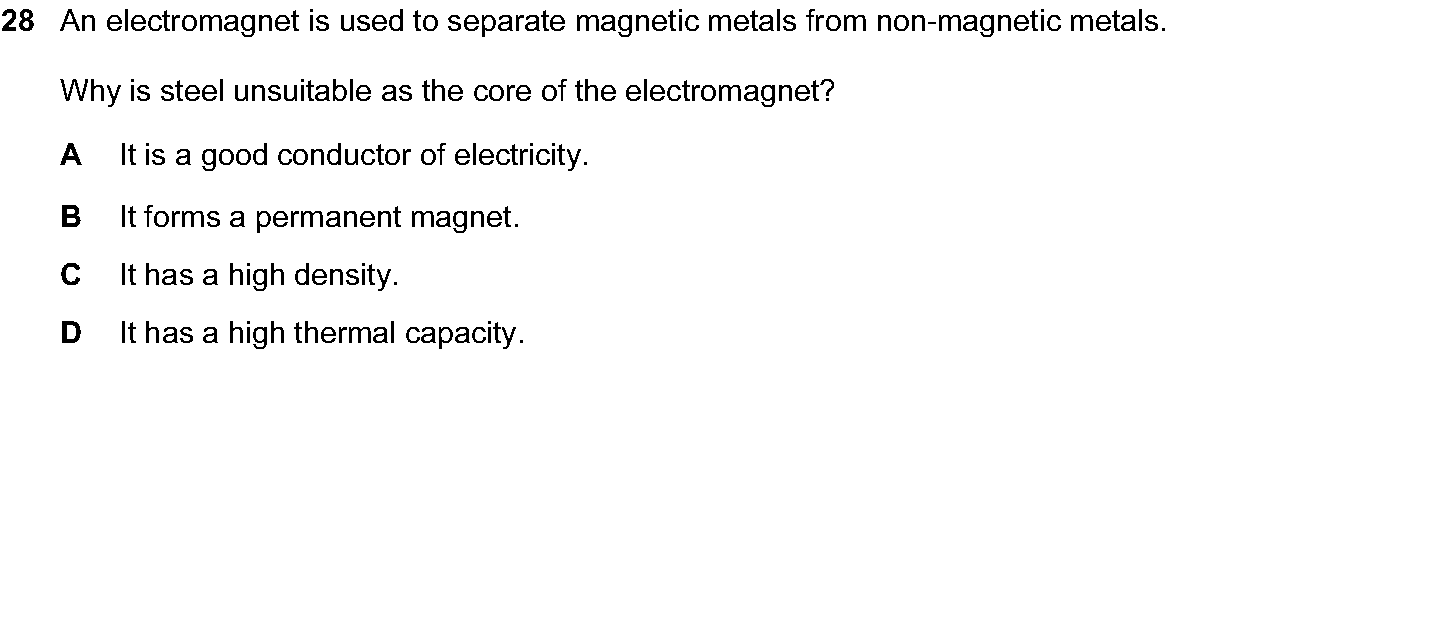 28 An electromagnet is used to separate magnetic metals from non-magnetic metals.
Why is steel unsuitable as the core of the electromagnet?
A It is a good conductor of electricity.
B It forms a permanent magnet.
C It has a high density.
D It has a high thermal capacity.